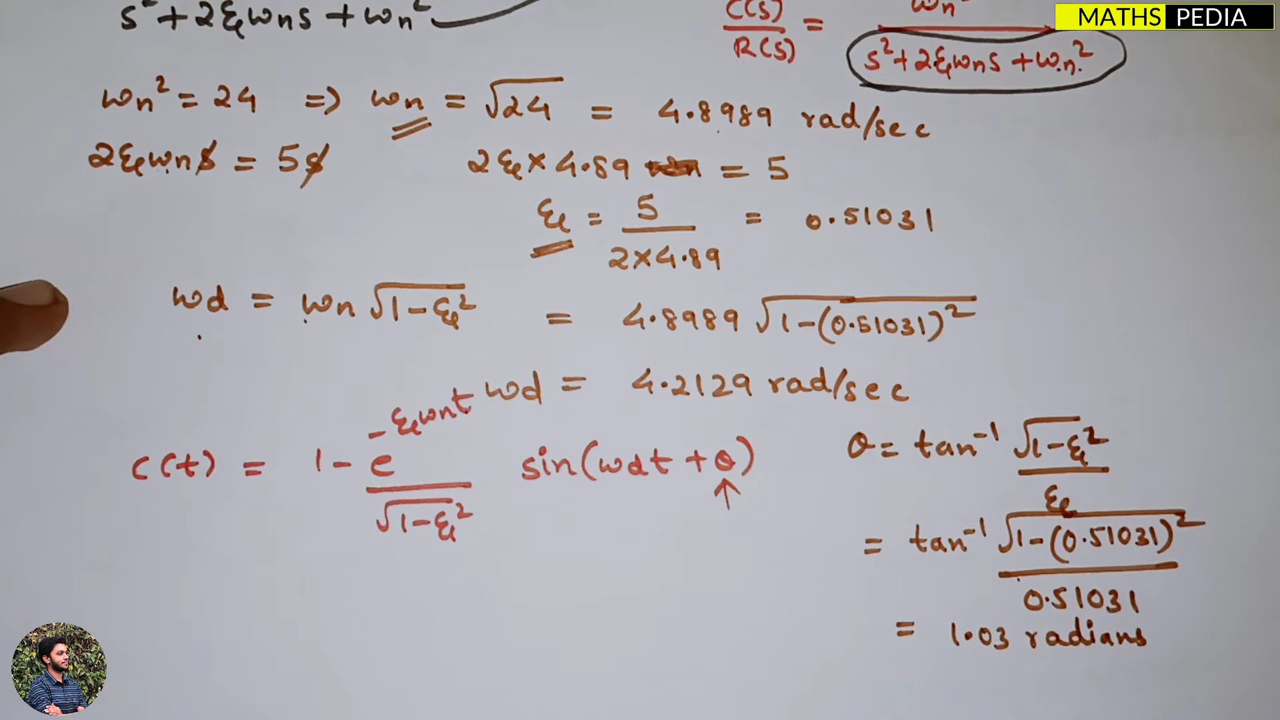 MATHS PEDIA
s² + 2ξωns + ωn²
C(s)/R(s) = ωn²/(s² + 2ξωns + ωn²)
ωn² = 24 => ωn = √24 = 4.8989 rad/sec
2ξωns = 5s 2ξ × 4.89 = 5
ξ = 5/(2×4.89) = 0.51031
ωd = ωn √(1-ξ²) = 4.8989 √(1-(0.51031)²)
ωd = 4.2129 rad/sec
c(t) = 1 - e^(-ξωnt)/√(1-ξ²) sin(ωdt + θ)
↑
θ = tan⁻¹ √(1-ξ²)/ξ
= tan⁻¹ √(1-(0.51031)²)/0.51031
= 1.03 radians